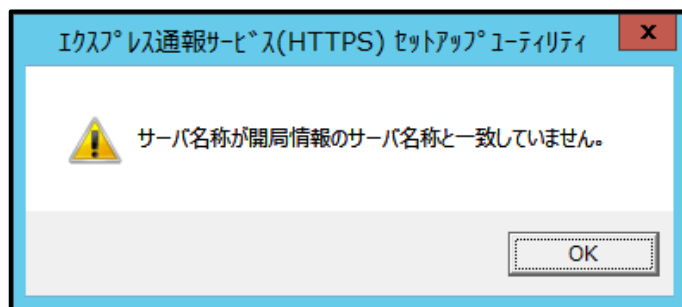 ｴｸｽﾌﾟﾚｽ通報ｻｰﾋﾞｽ(HTTPS) ｾｯﾄｱｯﾌﾟﾕｰﾃｨﾘﾃｨ
x
サーバ名称が開局情報のサーバ名称と一致していません。
OK